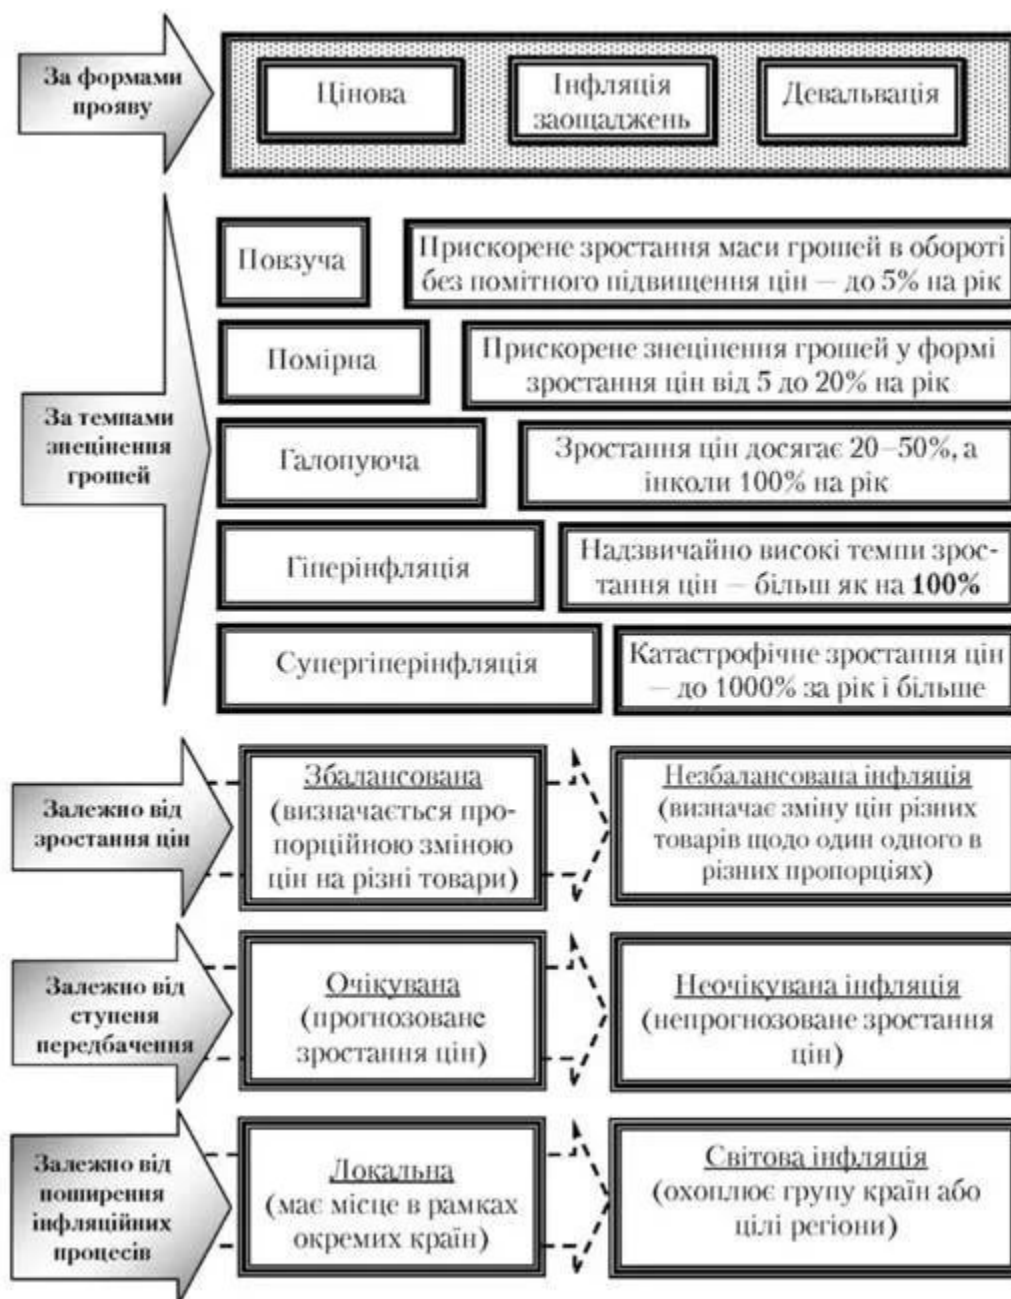 За формами
прояву
Цінова
Інфляція
заощаджень
Девальвація
За темпами
знецінення
грошей
Повзуча
Прискорене зростання маси грошей в обороті
без помітного підвищення цін – до 5% на рік
Помірна
Прискорене знецінення грошей у формі
зростання цін від 5 до 20% на рік
Галопуюча
Зростання цін досягає 20–50%, а
інколи 100% на рік
Гіперінфляція
Надзвичайно високі темпи зрос-
тання цін – більш як на 100%
Супергіперінфляція
Катастрофічне зростання цін
– до 1000% за рік і більше
Залежно від
зростання цін
Збалансована
(визначається про-
порційною зміною
цін на різні товари)
Незбалансована інфляція
(визначає зміну цін різних
товарів щодо один одного в
різних пропорціях)
Залежно від
ступеня
передбачення
Очікувана
(прогнозоване
зростання цін)
Неочікувана інфляція
(непрогнозоване зростання
цін)
Залежно від
поширення
інфляційних
процесів
Локальна
(має місце в рамках
окремих країн)
Світова інфляція
(охоплює групу країн або
цілі регіони)